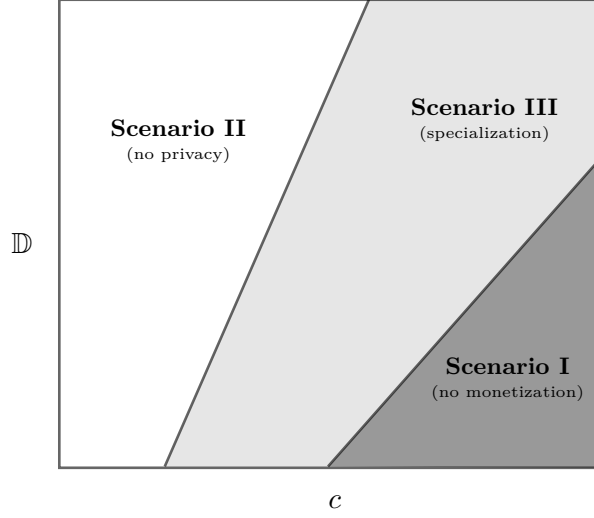 Scenario III
(specialization)
Scenario II
(no privacy)
𝔻
Scenario I
(no monetization)
c